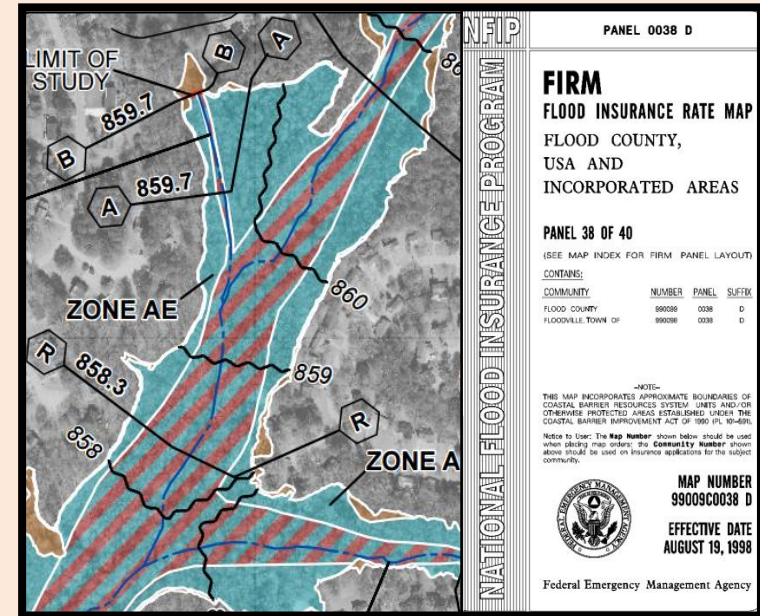 LIMIT OF
STUDY
B
A
859.7
B
859.7
A
ZONE AE
860
859
R
858.3
858
R
ZONE A
NFIP
NATIONAL FLOOD INSURANCE PROGRAM
PANEL 0038 D
FIRM
FLOOD INSURANCE RATE MAP
FLOOD COUNTY,
USA AND
INCORPORATED AREAS
PANEL 38 OF 40
(SEE MAP INDEX FOR FIRM PANEL LAYOUT)
CONTAINS:
COMMUNITY NUMBER PANEL SUFFIX
FLOOD COUNTY 990099 0038 D
FLOODVILLE, TOWN OF 990098 0038 D
-NOTE-
THIS MAP INCORPORATES APPROXIMATE BOUNDARIES OF
COASTAL BARRIER RESOURCES SYSTEM UNITS AND/OR
OTHERWISE PROTECTED AREAS ESTABLISHED UNDER THE
COASTAL BARRIER IMPROVEMENT ACT OF 1990 (PL 101-591).
Notice to User: The Map Number shown below should be used
when placing map orders: the Community Number shown
above should be used on insurance applications for the subject
community.
MAP NUMBER
99009C0038 D
EFFECTIVE DATE
AUGUST 19, 1998
FEDERAL EMERGENCY MANAGEMENT AGENCY
Federal Emergency Management Agency